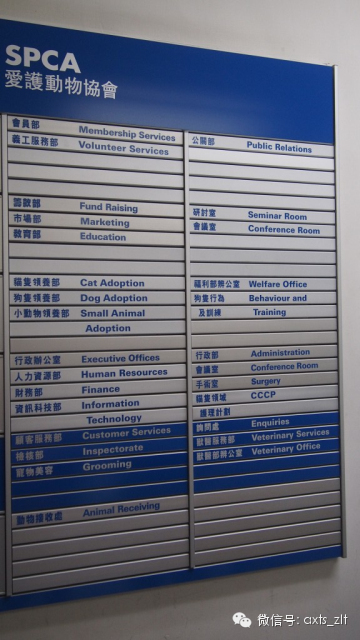 SPCA
愛護動物協會
會員部 Membership Services
義工服務部 Volunteer Services
籌款部 Fund Raising
市場部 Marketing
教育部 Education
貓隻領養部 Cat Adoption
狗隻領養部 Dog Adoption
小動物領養部 Small Animal
Adoption
行政辦公室 Executive Offices
人力資源部 Human Resources
財務部 Finance
資訊科技部 Information
Technology
顧客服務部 Customer Services
稽核部 Inspectorate
寵物美容 Grooming
動物接收處 Animal Receiving
公關部 Public Relations
研討室 Seminar Room
會議室 Conference Room
福利部辦公室 Welfare Office
狗隻行為 Behaviour and
及訓練 Training
行政部 Administration
會議室 Conference Room
手術室 Surgery
貓隻領域 CCCP
護理計劃
詢問處 Enquiries
獸醫服務部 Veterinary Services
獸醫部辦公室 Veterinary Office
微信号: axts_zlt